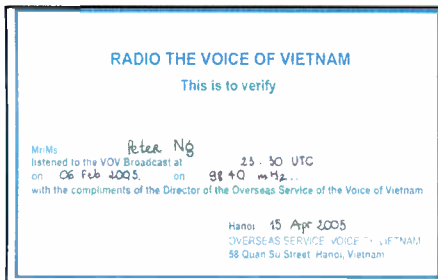 RADIO THE VOICE OF VIETNAM
This is to verify
Mr/Ms Peter Ng
listened to the VOV Broadcast at 23.30 UTC
on 06 Feb 2005, on 9840 mHz..
with the compliments of the Director of the Overseas Service of the Voice of Vietnam
Hanoi 15 Apr 2005
OVERSEAS SERVICE VOICE OF VIETNAM
58 Quan Su Street Hanoi, Vietnam